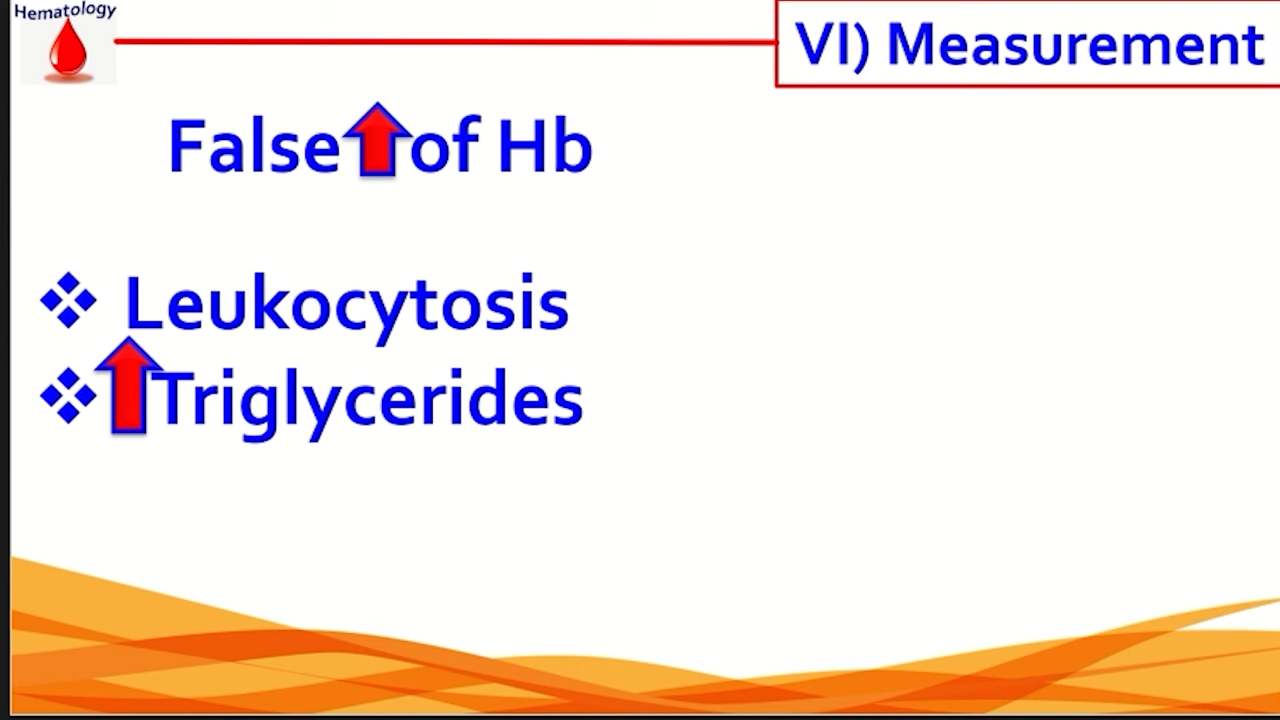 Hematology
VI) Measurement
False of Hb
Leukocytosis
Triglycerides